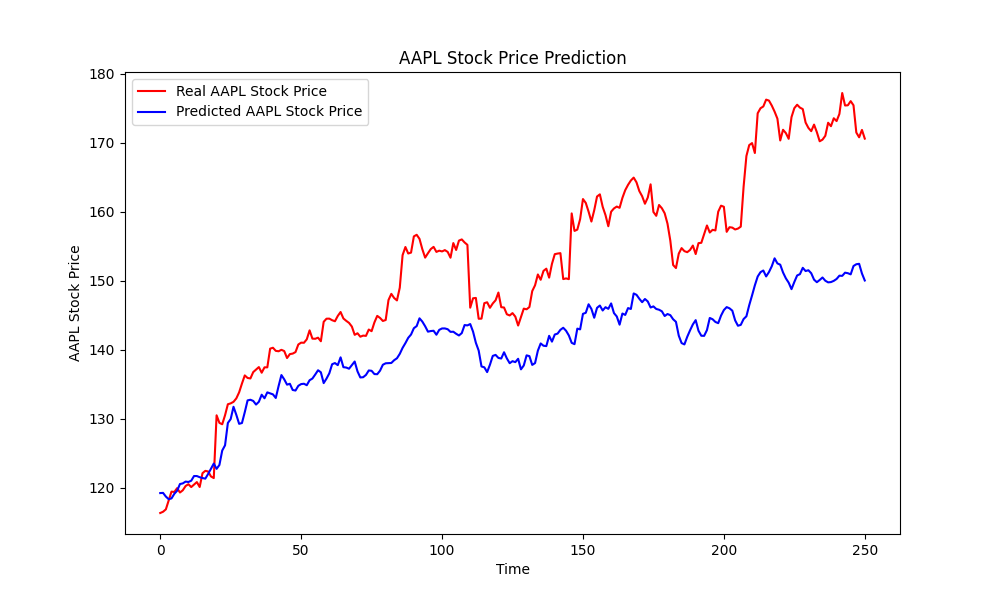 AAPL Stock Price Prediction
Real AAPL Stock Price
Predicted AAPL Stock Price
AAPL Stock Price
180
170
160
150
140
130
120
0 50 100 150 200 250
Time